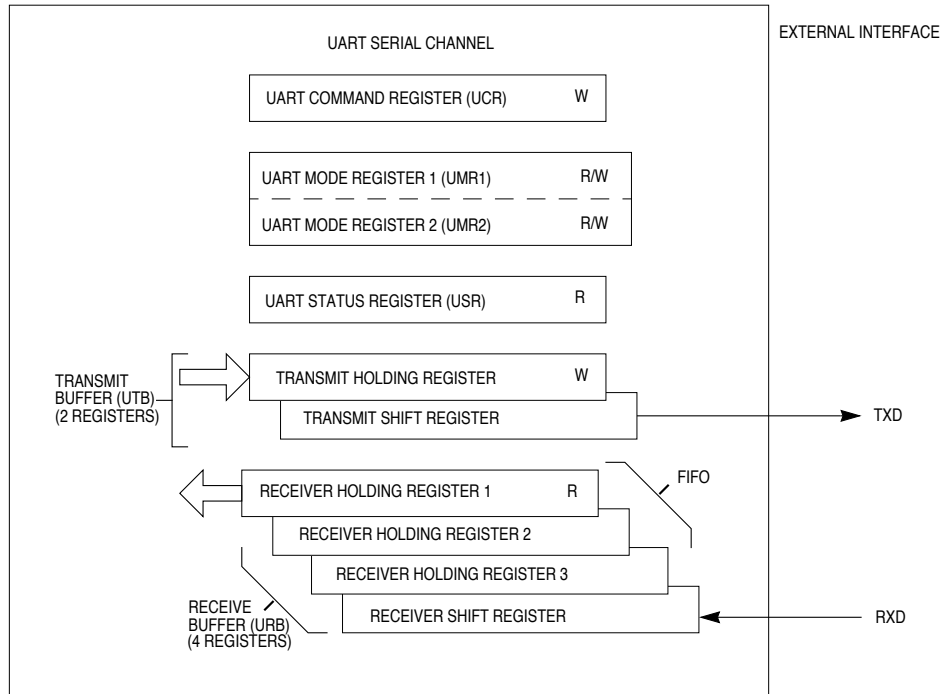 EXTERNAL INTERFACE
UART SERIAL CHANNEL
UART COMMAND REGISTER (UCR) W
UART MODE REGISTER 1 (UMR1) R/W
UART MODE REGISTER 2 (UMR2) R/W
UART STATUS REGISTER (USR) R
TRANSMIT
BUFFER (UTB)
(2 REGISTERS)
TRANSMIT HOLDING REGISTER W
TRANSMIT SHIFT REGISTER
TXD
RECEIVER HOLDING REGISTER 1 R
FIFO
RECEIVER HOLDING REGISTER 2
RECEIVER HOLDING REGISTER 3
RECEIVER SHIFT REGISTER
RECEIVE
BUFFER (URB)
(4 REGISTERS)
RXD